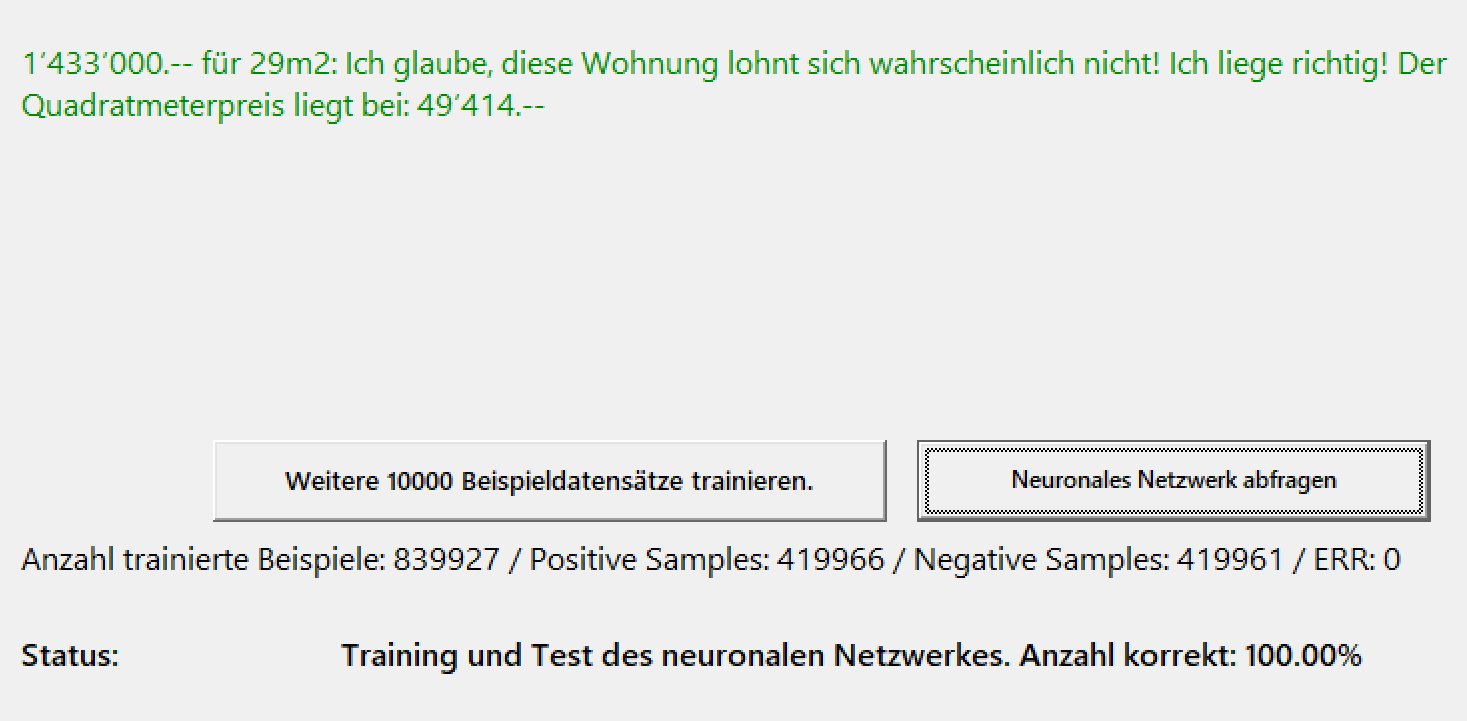 1’433’000.-- für 29m2: Ich glaube, diese Wohnung lohnt sich wahrscheinlich nicht! Ich liege richtig! Der
Quadratmeterpreis liegt bei: 49’414.--
Weitere 10000 Beispieldatensätze trainieren.
Neuronales Netzwerk abfragen
Anzahl trainierte Beispiele: 839927 / Positive Samples: 419966 / Negative Samples: 419961 / ERR: 0
Status: Training und Test des neuronalen Netzwerkes. Anzahl korrekt: 100.00%